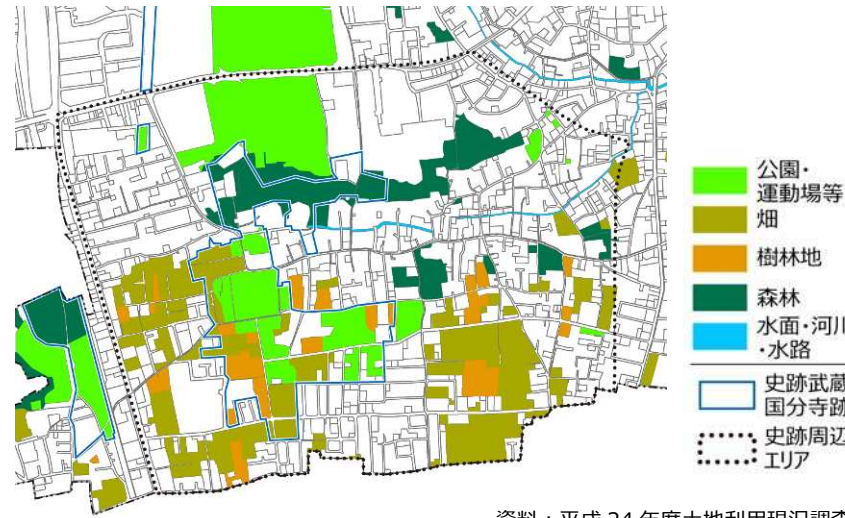 公園・
運動場等
畑
樹林地
森林
水面・河川
・水路
史跡武蔵
国分寺跡
史跡周辺
エリア
資料：平成 24 年度土地利用現況調査